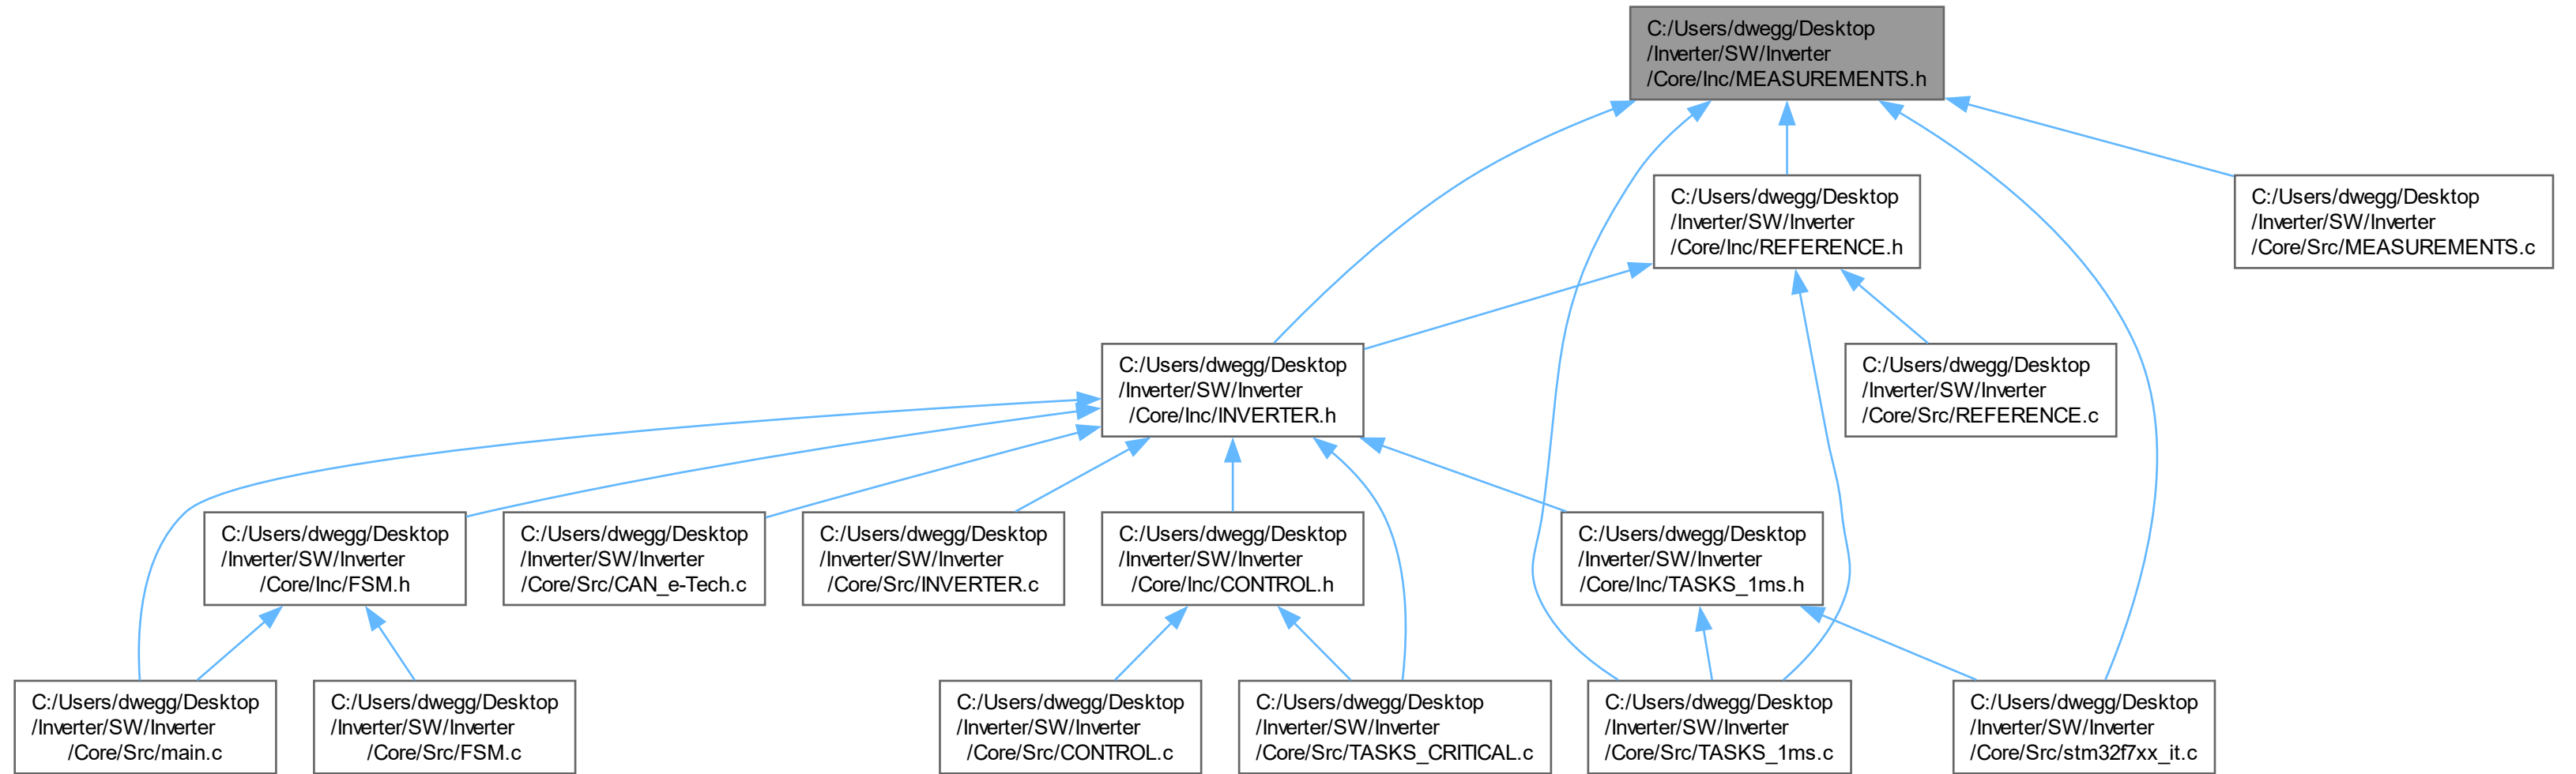 C:/Users/dwegg/Desktop
/Inverter/SW/Inverter
/Core/Inc/MEASUREMENTS.h
C:/Users/dwegg/Desktop
/Inverter/SW/Inverter
/Core/Inc/REFERENCE.h
C:/Users/dwegg/Desktop
/Inverter/SW/Inverter
/Core/Src/MEASUREMENTS.c
C:/Users/dwegg/Desktop
/Inverter/SW/Inverter
/Core/Inc/INVERTER.h
C:/Users/dwegg/Desktop
/Inverter/SW/Inverter
/Core/Src/REFERENCE.c
C:/Users/dwegg/Desktop
/Inverter/SW/Inverter
/Core/Inc/FSM.h
C:/Users/dwegg/Desktop
/Inverter/SW/Inverter
/Core/Src/CAN_e-Tech.c
C:/Users/dwegg/Desktop
/Inverter/SW/Inverter
/Core/Src/INVERTER.c
C:/Users/dwegg/Desktop
/Inverter/SW/Inverter
/Core/Inc/CONTROL.h
C:/Users/dwegg/Desktop
/Inverter/SW/Inverter
/Core/Inc/TASKS_1ms.h
C:/Users/dwegg/Desktop
/Inverter/SW/Inverter
/Core/Src/main.c
C:/Users/dwegg/Desktop
/Inverter/SW/Inverter
/Core/Src/FSM.c
C:/Users/dwegg/Desktop
/Inverter/SW/Inverter
/Core/Src/CONTROL.c
C:/Users/dwegg/Desktop
/Inverter/SW/Inverter
/Core/Src/TASKS_CRITICAL.c
C:/Users/dwegg/Desktop
/Inverter/SW/Inverter
/Core/Src/TASKS_1ms.c
C:/Users/dwegg/Desktop
/Inverter/SW/Inverter
/Core/Src/stm32f7xx_it.c